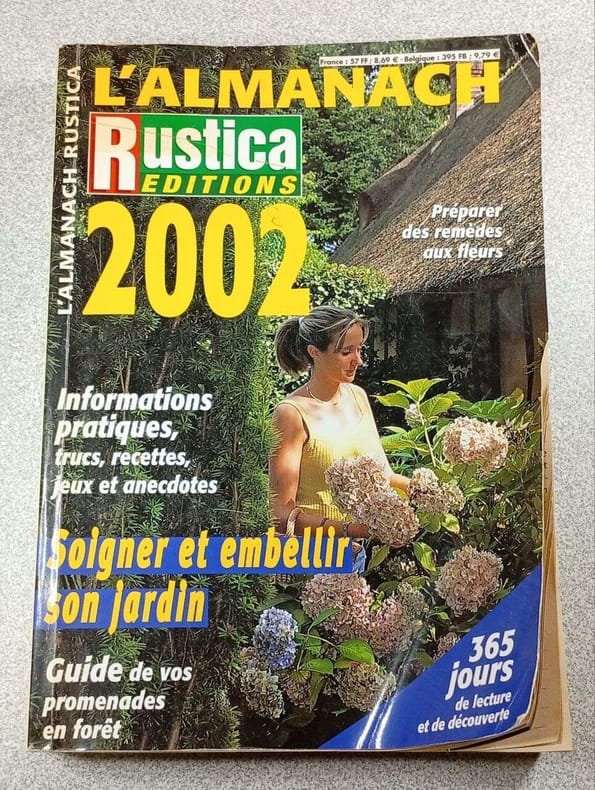 France : 57 FF ; 8,69 € - Belgique : 395 FB ; 9,79 €
L'ALMANACH
L'ALMANACH RUSTICA
Rustica
EDITIONS
2002
Préparer
des remèdes
aux fleurs
Informations
pratiques,
trucs, recettes,
jeux et anecdotes
Soigner et embellir
son jardin
Guide de vos
promenades
en forêt
365
jours
de lecture
et de découverte